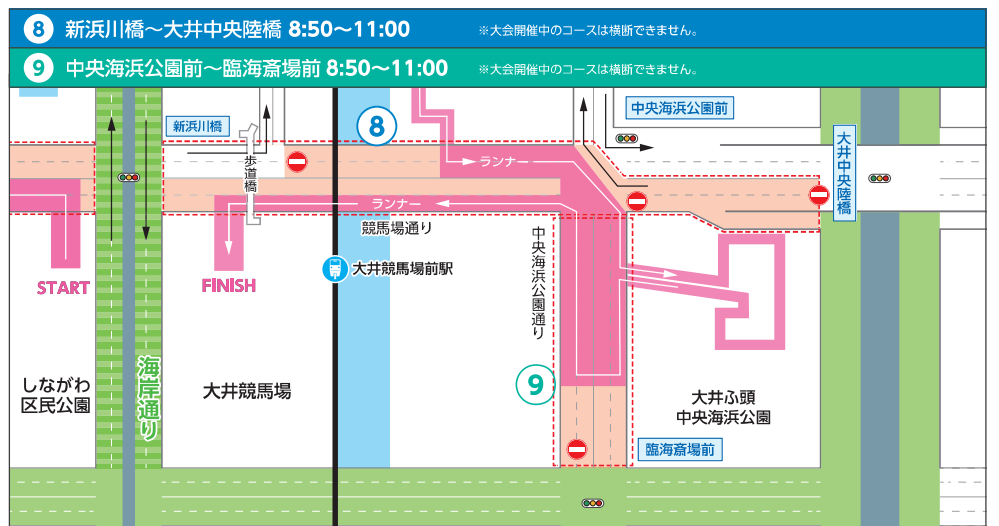 8 新浜川橋～大井中央陸橋 8:50～11:00 ※大会開催中のコースは横断できません。
9 中央海浜公園前～臨海斎場前 8:50～11:00 ※大会開催中のコースは横断できません。
新浜川橋
8
中央海浜公園前
大井中央陸橋
歩道橋
ランナー
ランナー
競馬場通り
中央海浜公園通り
大井競馬場前駅
START
FINISH
海岸通り
しながわ
区民公園
大井競馬場
9
大井ふ頭
中央海浜公園
臨海斎場前